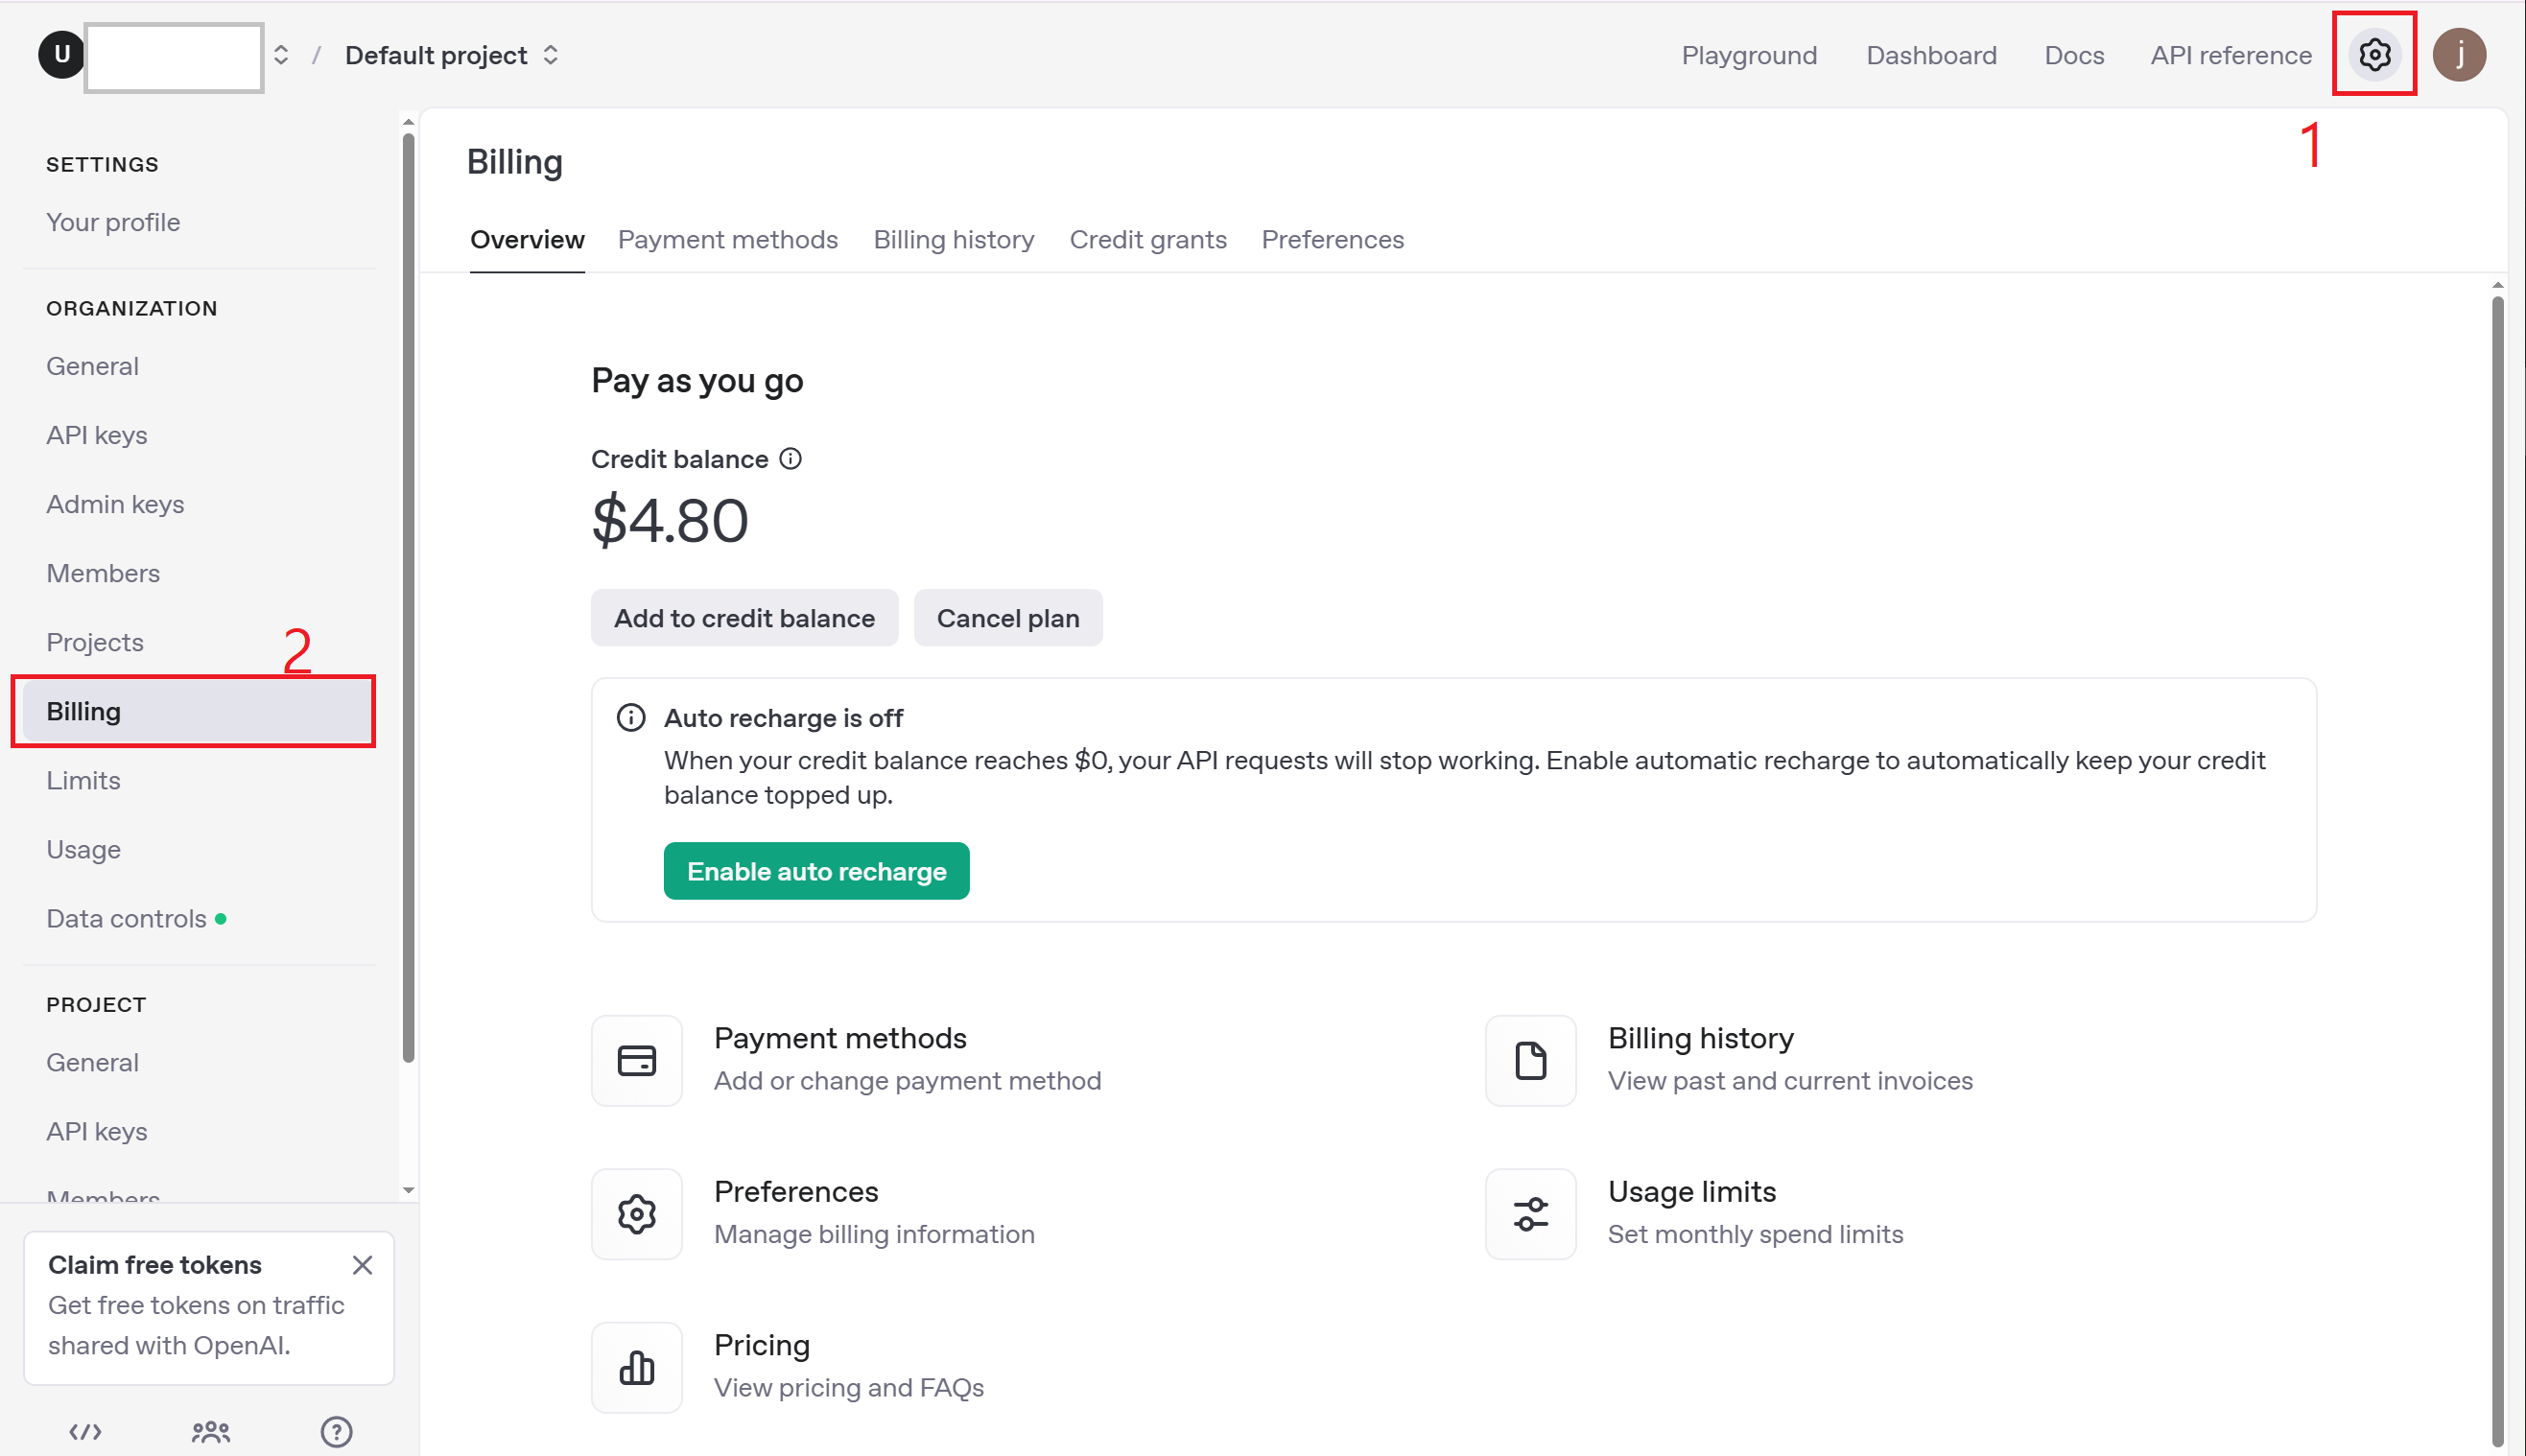 U
/
Default project
Playground
Dashboard
Docs
API reference
j
1
SETTINGS
Your profile
ORGANIZATION
General
API keys
Admin keys
Members
Projects
2
Billing
Limits
Usage
Data controls
PROJECT
General
API keys
Members
Claim free tokens
Get free tokens on traffic
shared with OpenAI.
Billing
Overview
Payment methods
Billing history
Credit grants
Preferences
Pay as you go
Credit balance
$4.80
Add to credit balance
Cancel plan
Auto recharge is off
When your credit balance reaches $0, your API requests will stop working. Enable automatic recharge to automatically keep your credit
balance topped up.
Enable auto recharge
Payment methods
Add or change payment method
Billing history
View past and current invoices
Preferences
Manage billing information
Usage limits
Set monthly spend limits
Pricing
View pricing and FAQs